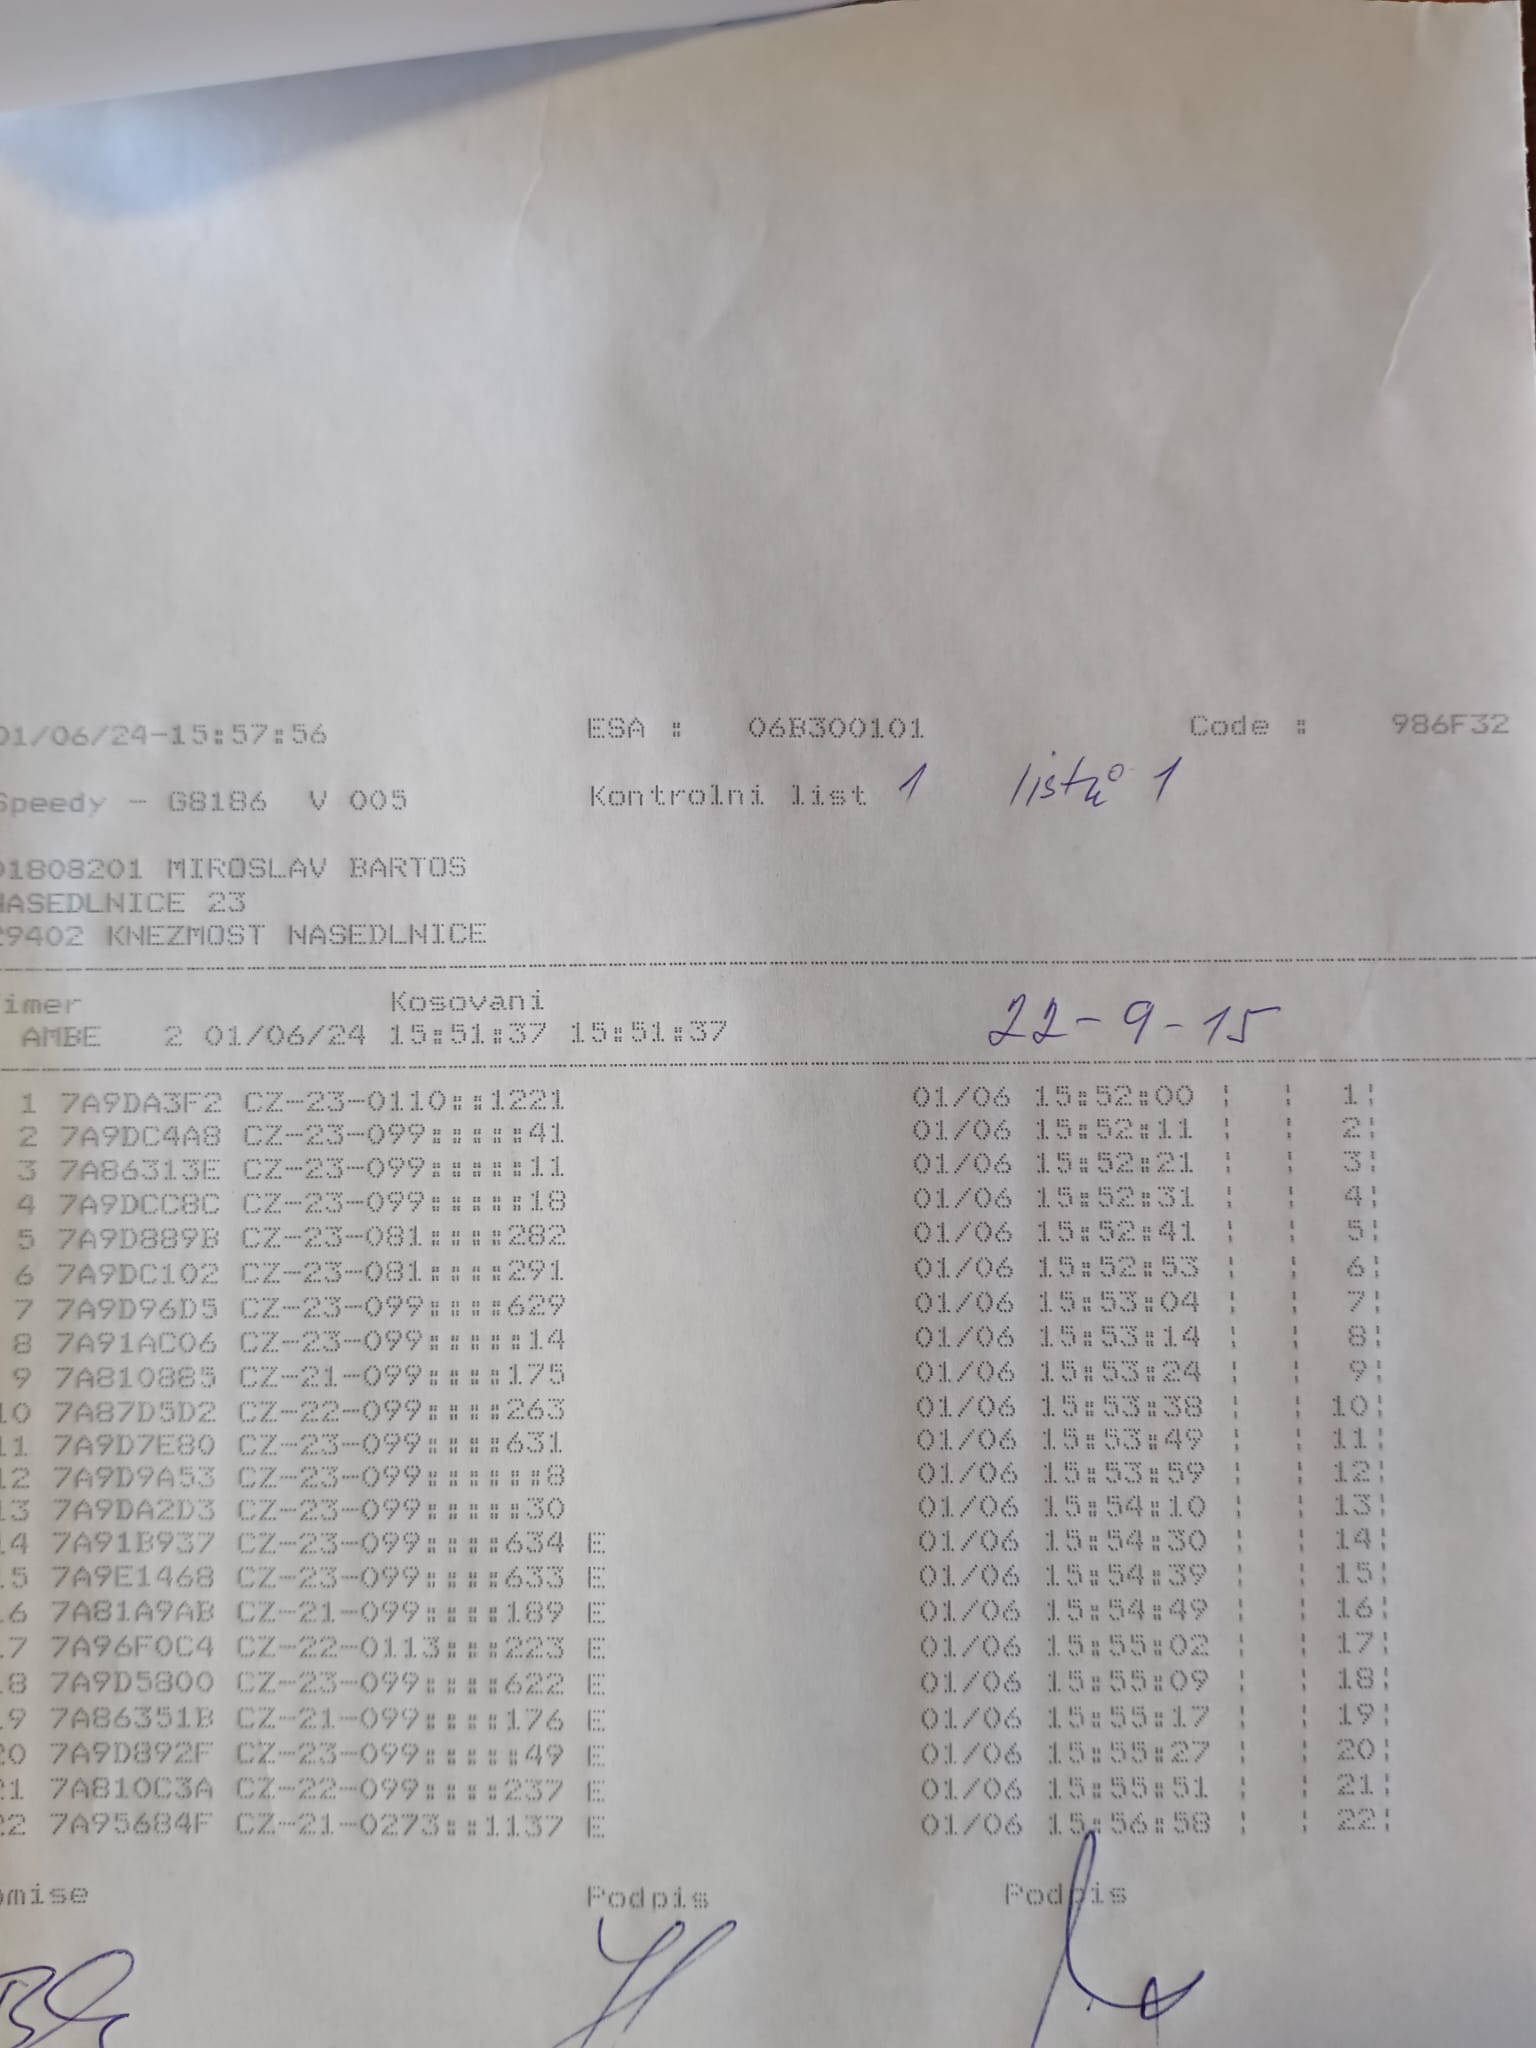 01/06/24-15:57:56 ESA : 06B300101 Code : 986F32
Speedy - G8186 V 005 Kontrolni list 1 listů 1
01808201 MIROSLAV BARTOS
NASEDLNICE 23
29402 KNEZMOST NASEDLNICE
Timer Kosovani
AMBE 2 01/06/24 15:51:37 15:51:37 22-9-15
1 7A9DA3F2 CZ-23-0110::1221 01/06 15:52:00 ¦ ¦ 1¦
2 7A9DC4A8 CZ-23-099:::::41 01/06 15:52:11 ¦ ¦ 2¦
3 7A86313E CZ-23-099:::::11 01/06 15:52:21 ¦ ¦ 3¦
4 7A9DCC8C CZ-23-099:::::18 01/06 15:52:31 ¦ ¦ 4¦
5 7A9D889B CZ-23-081::::282 01/06 15:52:41 ¦ ¦ 5¦
6 7A9DC102 CZ-23-081::::291 01/06 15:52:53 ¦ ¦ 6¦
7 7A9D96D5 CZ-23-099::::629 01/06 15:53:04 ¦ ¦ 7¦
8 7A91AC06 CZ-23-099:::::14 01/06 15:53:14 ¦ ¦ 8¦
9 7A810885 CZ-21-099::::175 01/06 15:53:24 ¦ ¦ 9¦
10 7A87D5D2 CZ-22-099::::263 01/06 15:53:38 ¦ ¦ 10¦
11 7A9D7E80 CZ-23-099::::631 01/06 15:53:49 ¦ ¦ 11¦
12 7A9D9A53 CZ-23-099::::::8 01/06 15:53:59 ¦ ¦ 12¦
13 7A9DA2D3 CZ-23-099:::::30 01/06 15:54:10 ¦ ¦ 13¦
14 7A91B937 CZ-23-099::::634 E 01/06 15:54:30 ¦ ¦ 14¦
15 7A9E1468 CZ-23-099::::633 E 01/06 15:54:39 ¦ ¦ 15¦
16 7A81A9AB CZ-21-099::::189 E 01/06 15:54:49 ¦ ¦ 16¦
17 7A96F0C4 CZ-22-0113:::223 E 01/06 15:55:02 ¦ ¦ 17¦
18 7A9D5800 CZ-23-099::::622 E 01/06 15:55:09 ¦ ¦ 18¦
19 7A86351B CZ-21-099::::176 E 01/06 15:55:17 ¦ ¦ 19¦
20 7A9D892F CZ-23-099:::::49 E 01/06 15:55:27 ¦ ¦ 20¦
21 7A810C3A CZ-22-099::::237 E 01/06 15:55:51 ¦ ¦ 21¦
22 7A95684F CZ-21-0273::1137 E 01/06 15:56:58 ¦ ¦ 22¦
omise Podpis Podpis